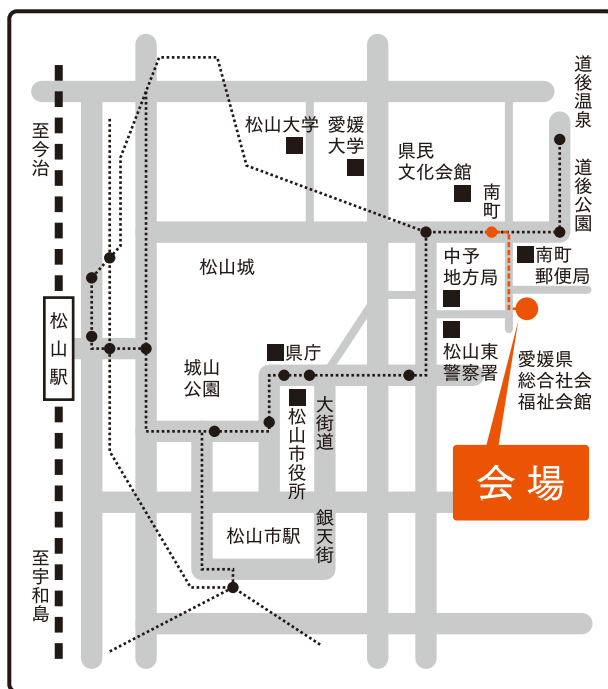 道後温泉
道後公園
至今治
松山大学
愛媛
大学
県民
文化会館
南町
松山城
中予
地方局
南町
郵便局
松山駅
県庁
城山
公園
松山東
警察署
愛媛県
総合社会
福祉会館
松山市役所
大街道
会場
銀天街
松山市駅
至宇和島